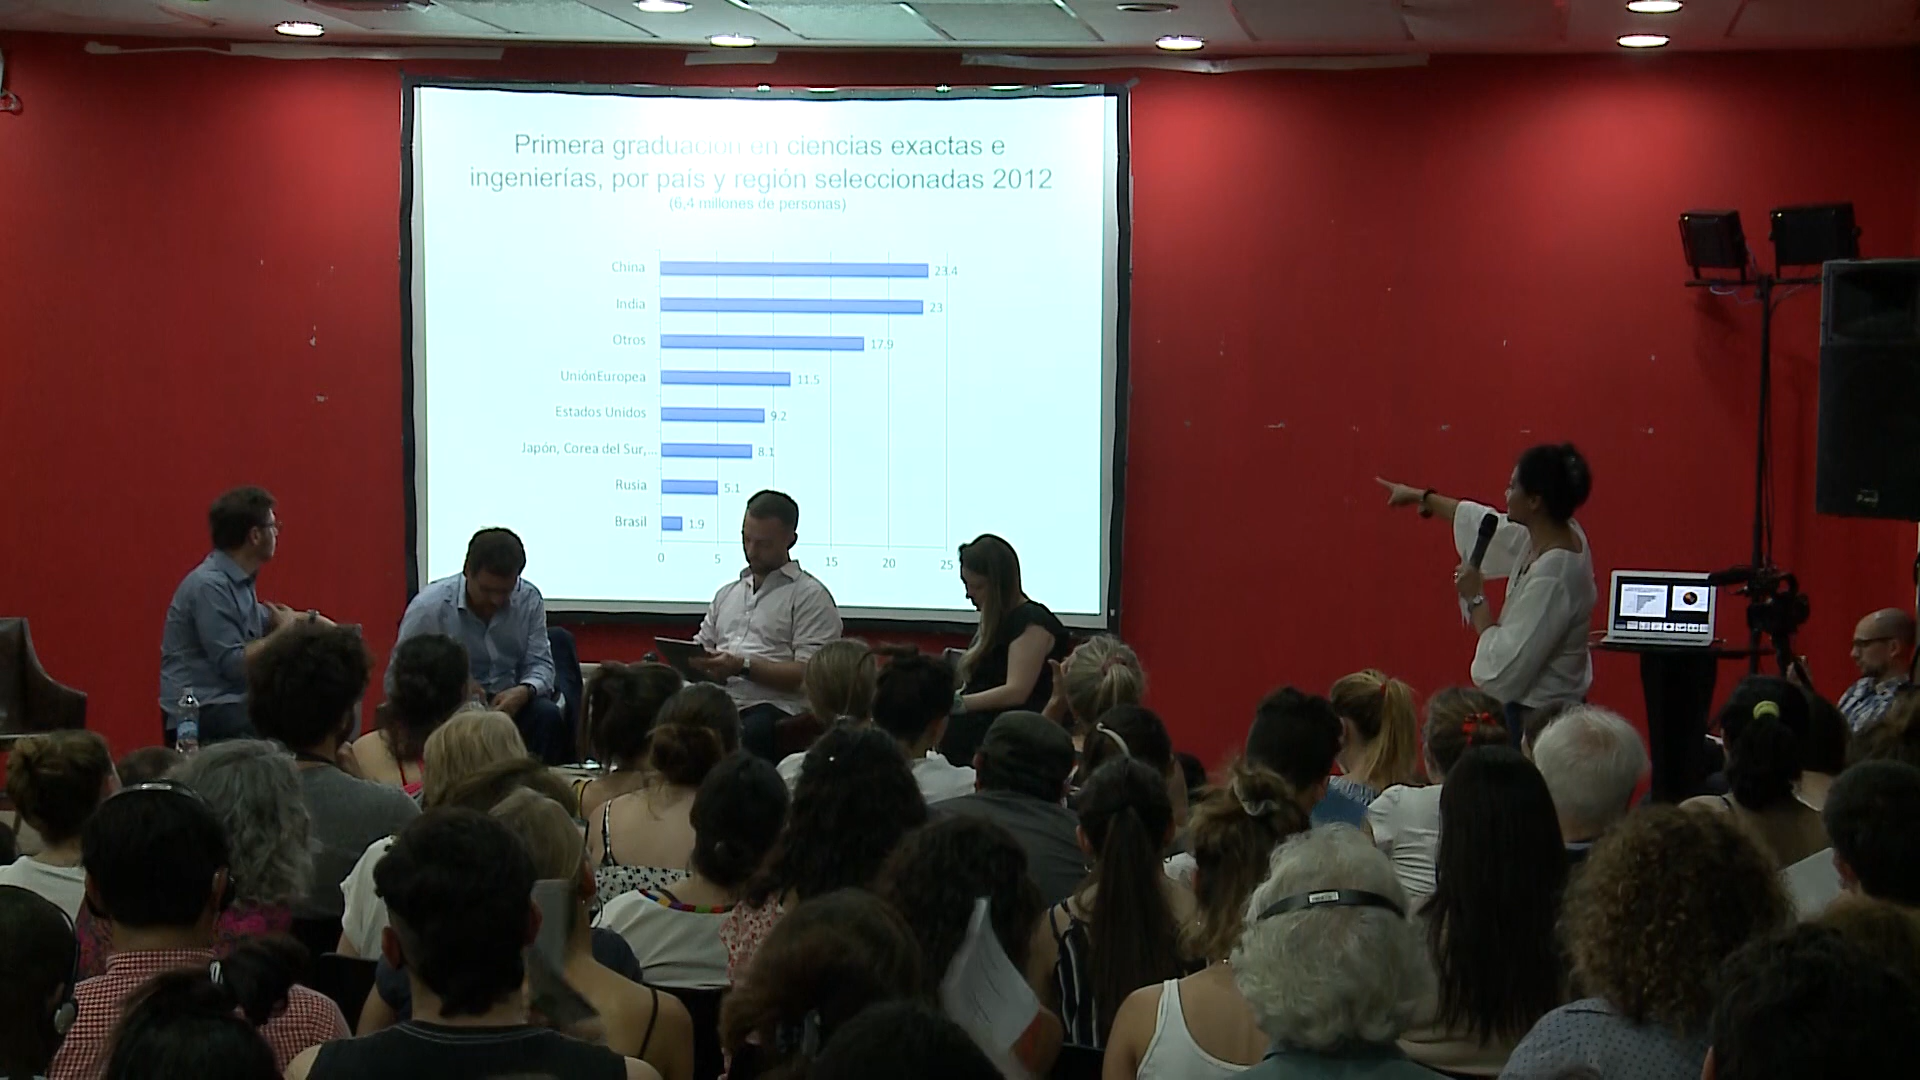 Primera graduación en ciencias exactas e
ingenierías, por país y región seleccionadas 2012
(6,4 millones de personas)
China 23.4
India 23
Otros 17.9
UniónEuropea 11.5
Estados Unidos 9.2
Japón, Corea del Sur,... 8.1
Rusia 5.1
Brasil 1.9
0 5 15 20 25